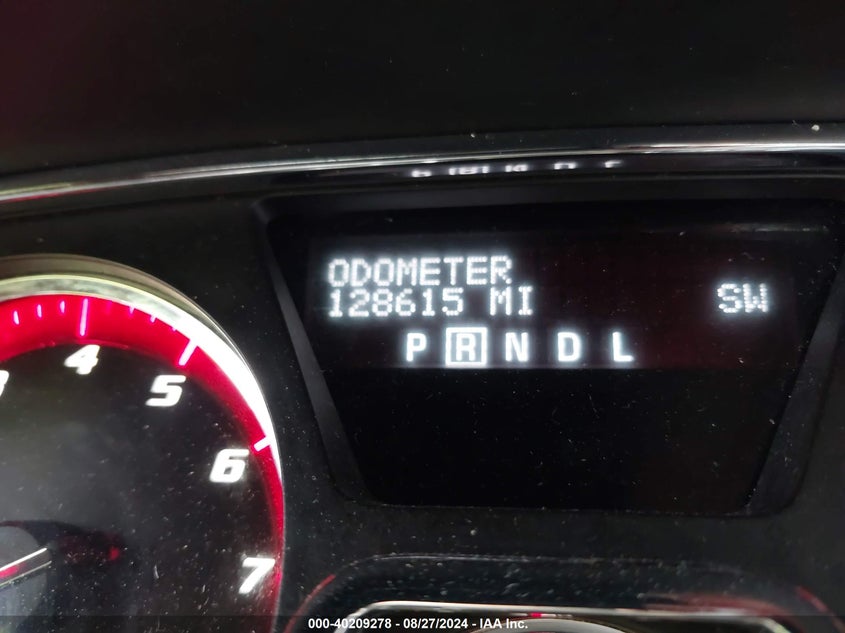 ODOMETER
128615 MI SW
P R N D L
4
5
6
7
000-40209278 - 08/27/2024 - IAA Inc.